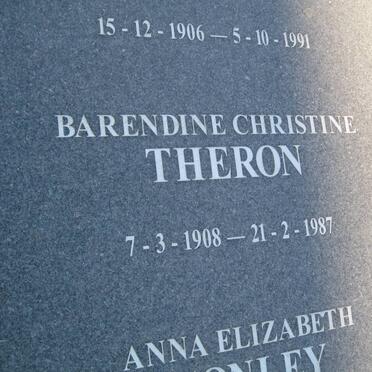 15 - 12 - 1906 — 5 - 10 - 1991
BARENDINE CHRISTINE
THERON
7 - 3 - 1908 — 21 - 2 - 1987
ANNA ELIZABETH